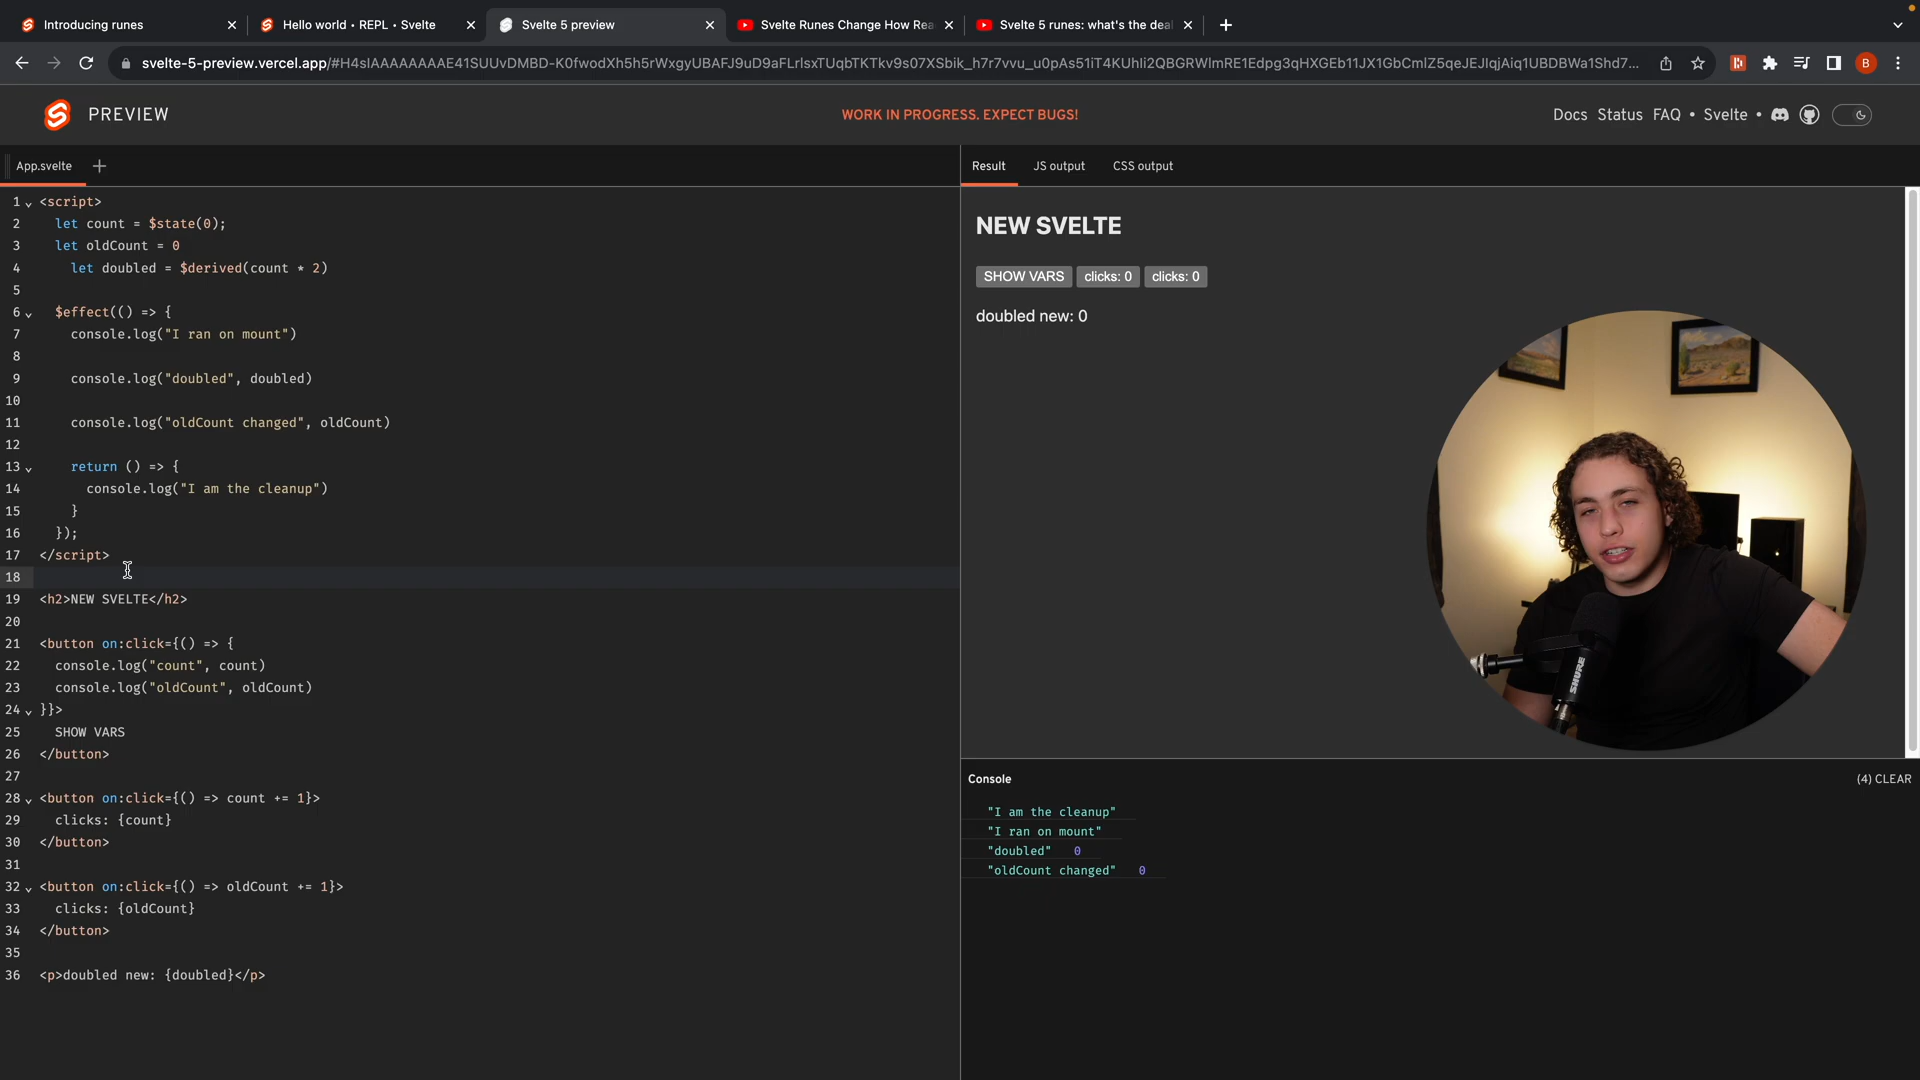 Introducing runes
Hello world • REPL • Svelte
Svelte 5 preview
Svelte Runes Change How Rea
Svelte 5 runes: what's the deal
svelte-5-preview.vercel.app/
B
PREVIEW
WORK IN PROGRESS. EXPECT BUGS!
Docs Status FAQ • Svelte •
App.svelte
Result JS output CSS output
1 <script>
2 let count = $state(0);
3 let oldCount = 0
4 let doubled = $derived(count * 2)
5
6 $effect(() => {
7 console.log("I ran on mount")
8
9 console.log("doubled", doubled)
10
11 console.log("oldCount changed", oldCount)
12
13 return () => {
14 console.log("I am the cleanup")
15 }
16 });
17 </script>
18
19 <h2>NEW SVELTE</h2>
20
21 <button on:click={() => {
22 console.log("count", count)
23 console.log("oldCount", oldCount)
24 }}>
25 SHOW VARS
26 </button>
27
28 <button on:click={() => count += 1}>
29 clicks: {count}
30 </button>
31
32 <button on:click={() => oldCount += 1}>
33 clicks: {oldCount}
34 </button>
35
36 <p>doubled new: {doubled}</p>
NEW SVELTE
SHOW VARS clicks: 0 clicks: 0
doubled new: 0
SHURE
Console (4) CLEAR
"I am the cleanup"
"I ran on mount"
"doubled" 0
"oldCount changed" 0